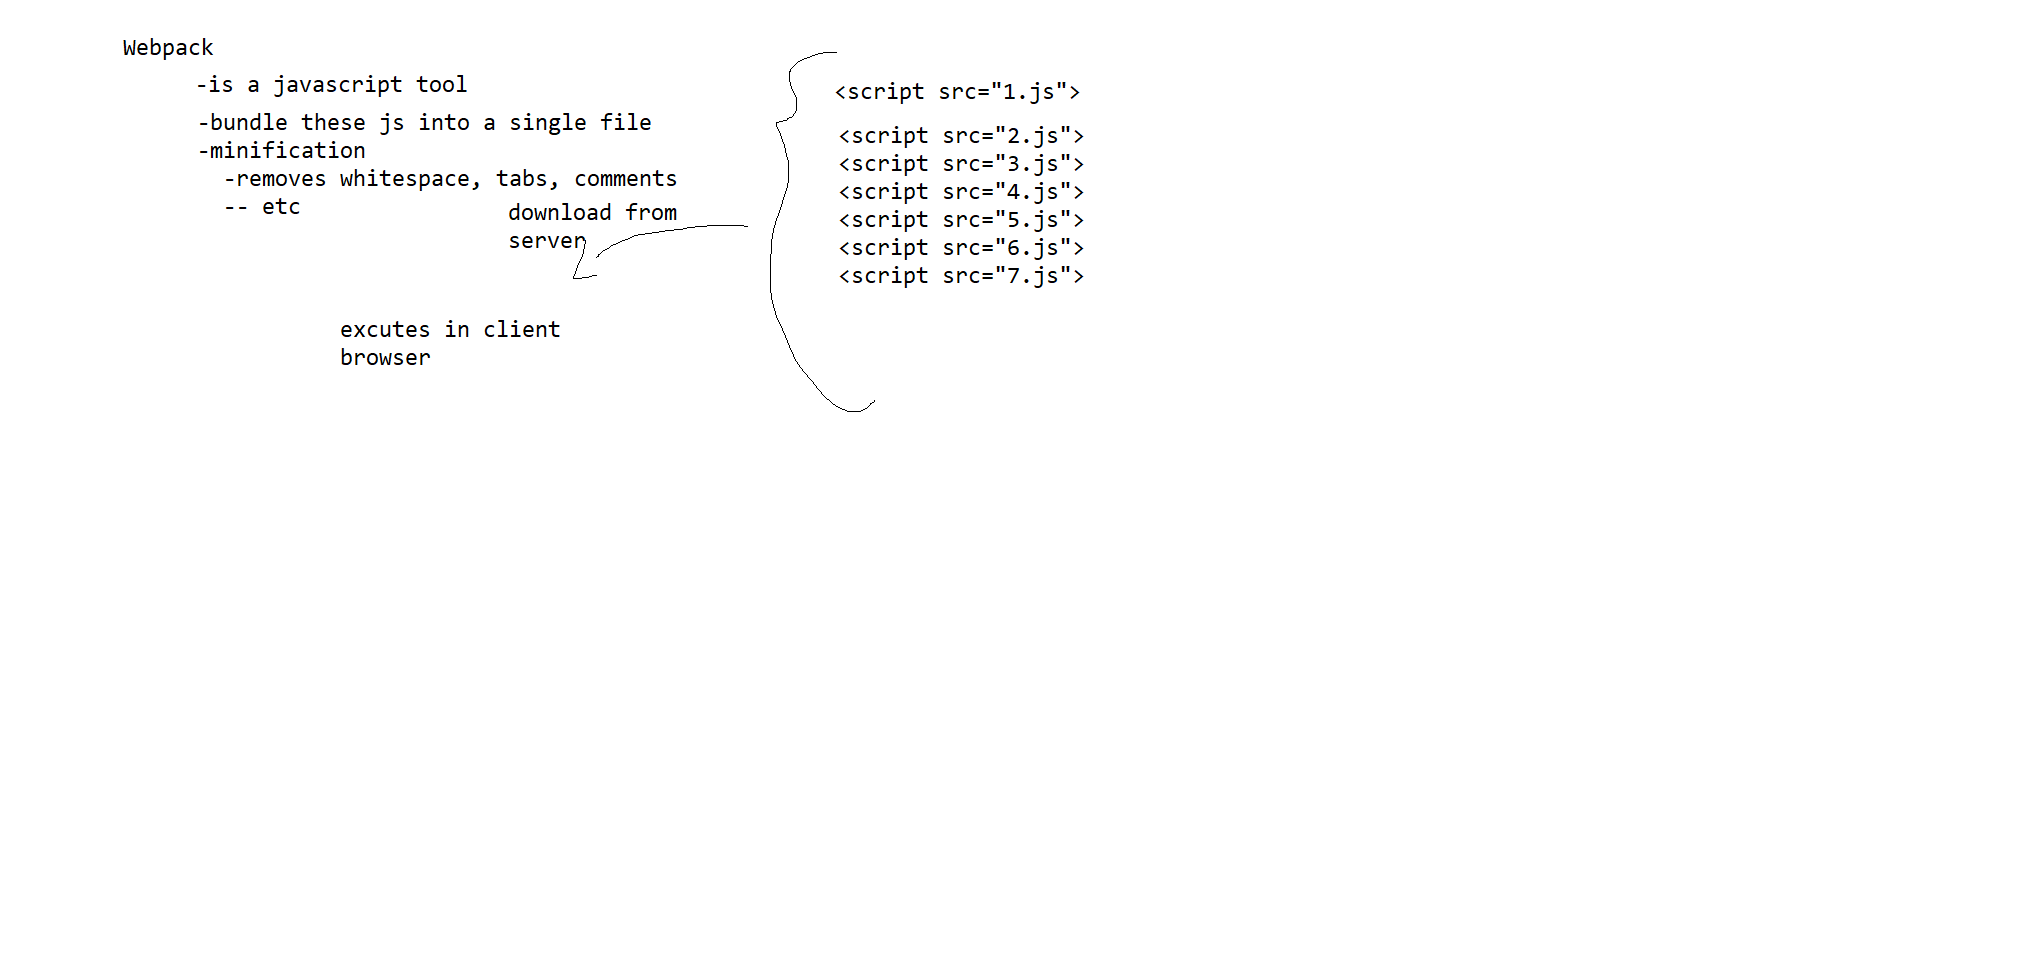 Webpack
-is a javascript tool
-bundle these js into a single file
-minification
-removes whitespace, tabs, comments
-- etc
download from
server
excutes in client
browser
<script src="1.js">
<script src="2.js">
<script src="3.js">
<script src="4.js">
<script src="5.js">
<script src="6.js">
<script src="7.js">